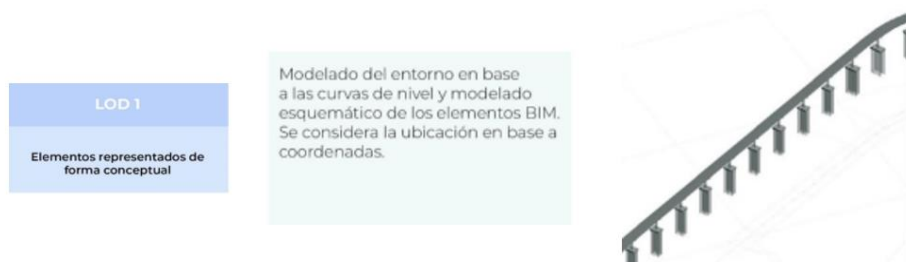 LOD 1
Elementos representados de
forma conceptual
Modelado del entorno en base
a las curvas de nivel y modelado
esquemático de los elementos BIM.
Se considera la ubicación en base a
coordenadas.